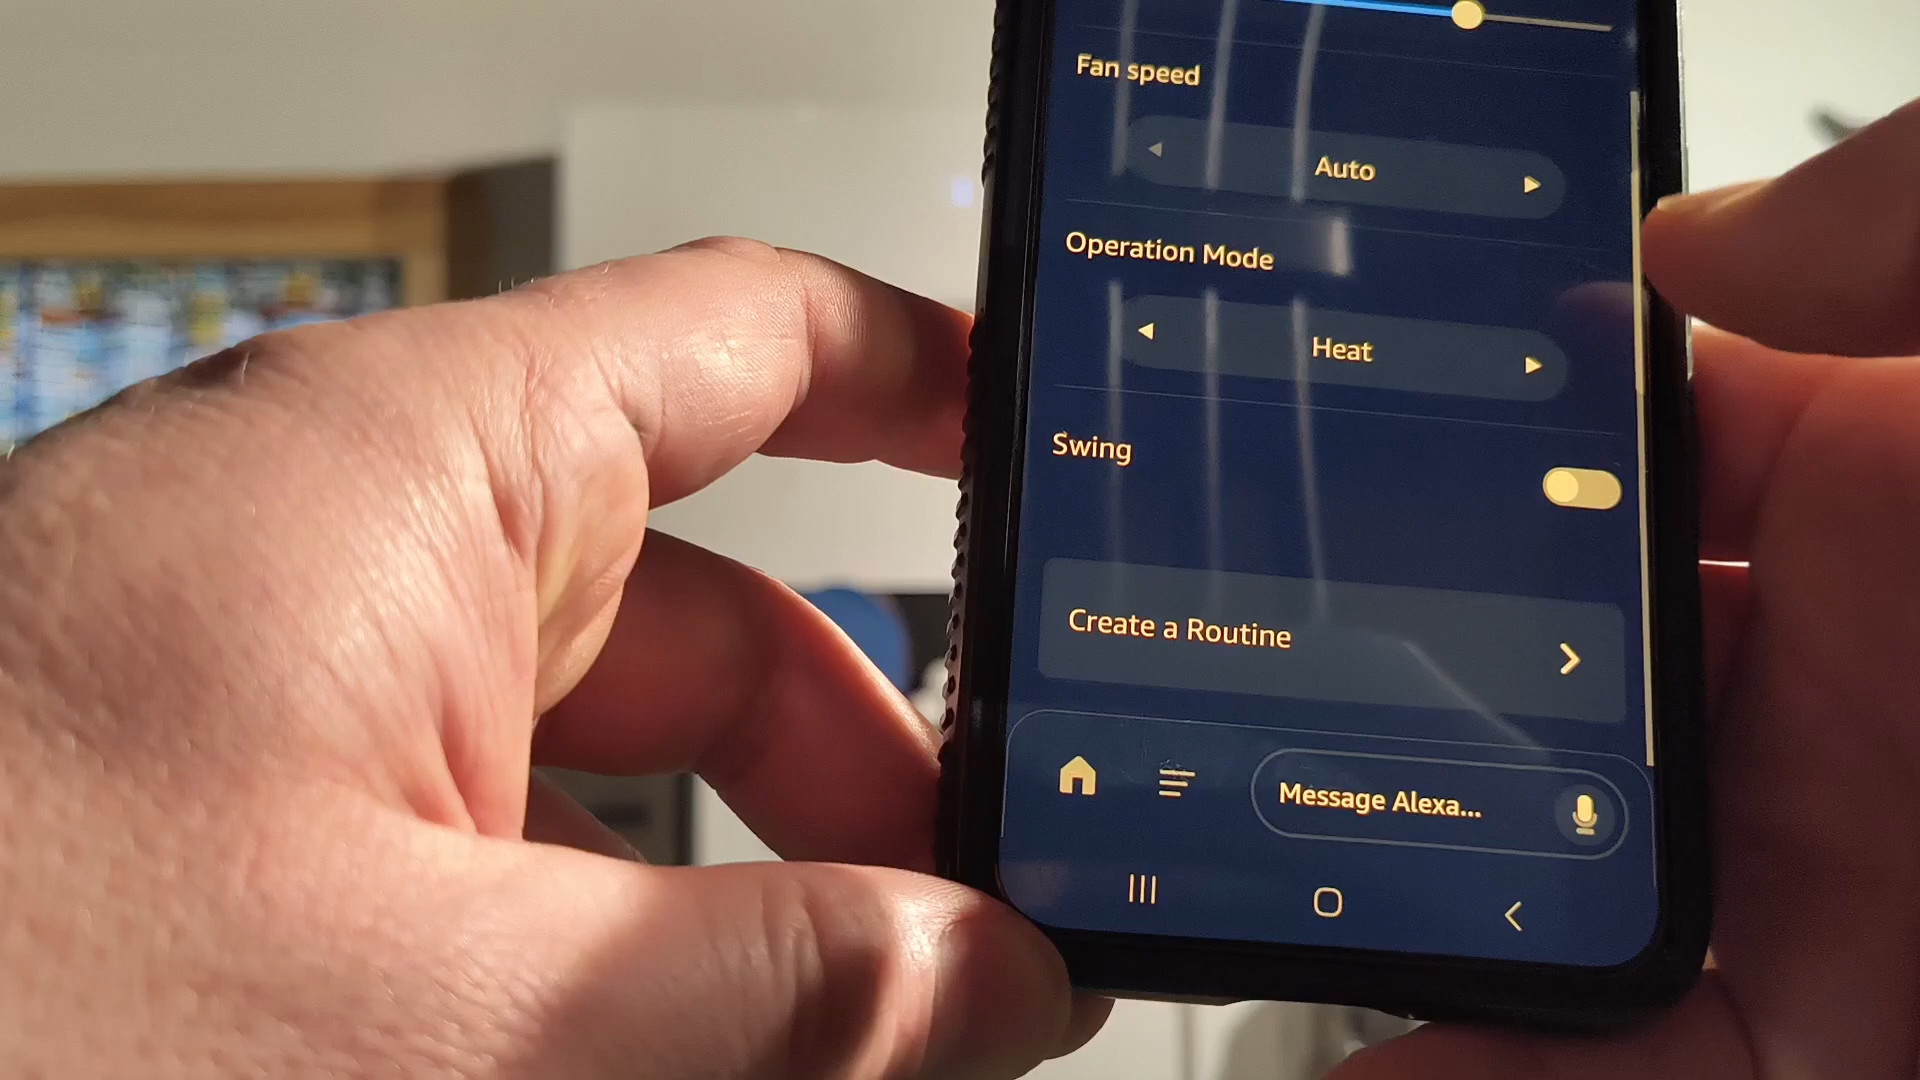 Fan speed
Auto
Operation Mode
Heat
Swing
Create a Routine
Message Alexa...